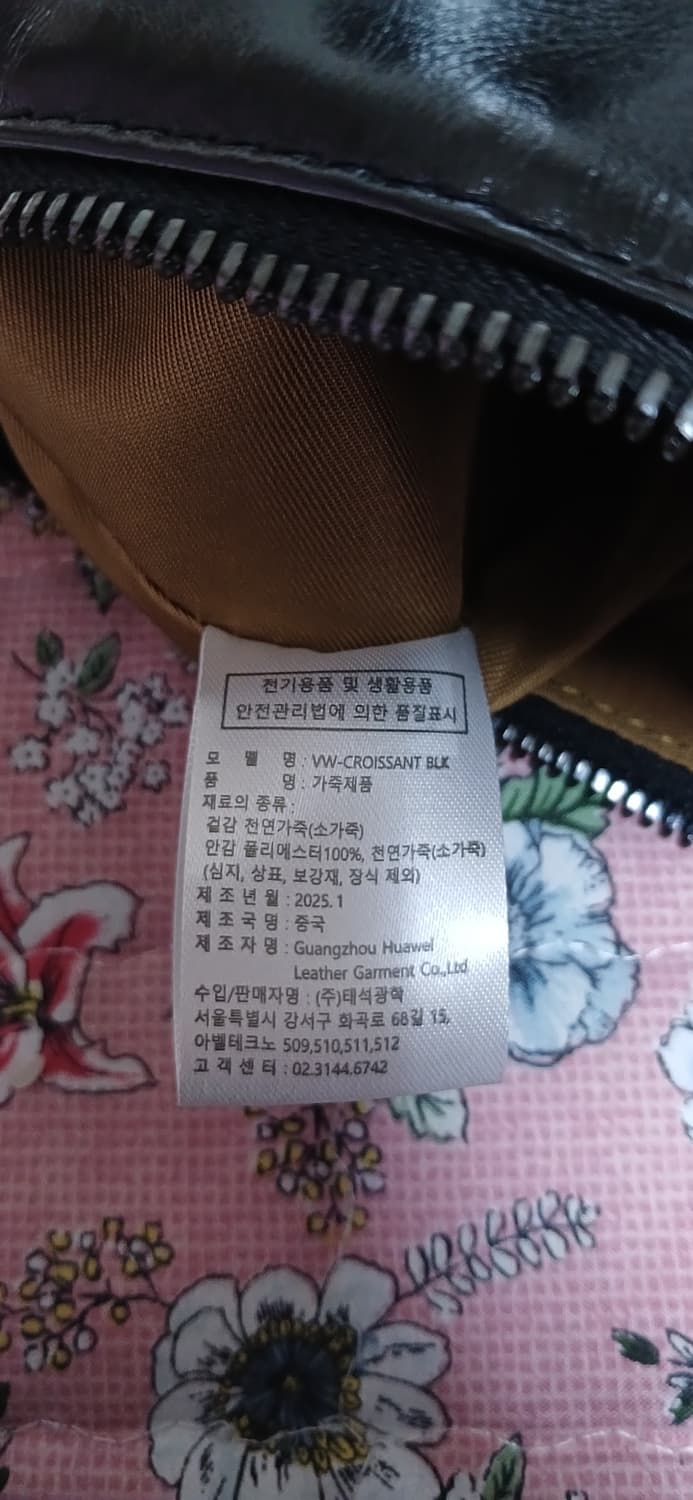 전기용품 및 생활용품
안전관리법에 의한 품질표시
모 델 명 : VW-CROISSANT BLK
품 명 : 가죽제품
재료의 종류 :
겉감 천연가죽(소가죽)
안감 폴리에스터100%, 천연가죽(소가죽)
(심지, 상표, 보강재, 장식 제외)
제 조 년 월 : 2025. 1
제 조 국 명 : 중국
제 조 자 명 : Guangzhou Huawei
Leather Garment Co.,Ltd
수입/판매자명 : (주)태석광학
서울특별시 강서구 화곡로 68길 15,
아벨테크노 509,510,511,512
고 객 센 터 : 02.3144.6742